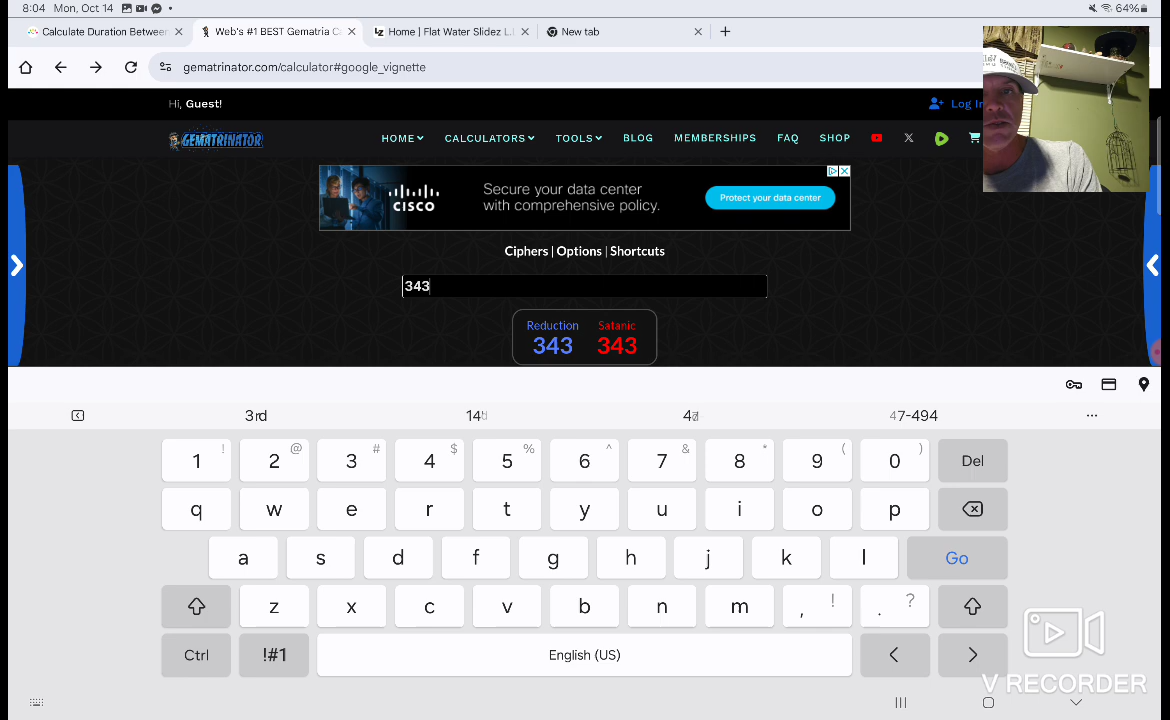 8:04 Mon, Oct 14 64%
Calculate Duration Betwee Web's #1 BEST Gematria C Home | Flat Water Slidez L New tab
gematrinator.com/calculator#google_vignette
Hi, Guest! Log In
GEMATRINATOR HOME CALCULATORS TOOLS BLOG MEMBERSHIPS FAQ SHOP
CISCO Secure your data center with comprehensive policy. Protect your data center
Ciphers | Options | Shortcuts
343
Reduction Satanic
343 343
3rd 47-494 ...
! @ # $ % ^ & * ( )
1 2 3 4 5 6 7 8 9 0 Del
q w e r t y u i o p
a s d f g h j k l Go
z x c v b n m , ! . ?
Ctrl !#1 English (US) < >
V RECORDER